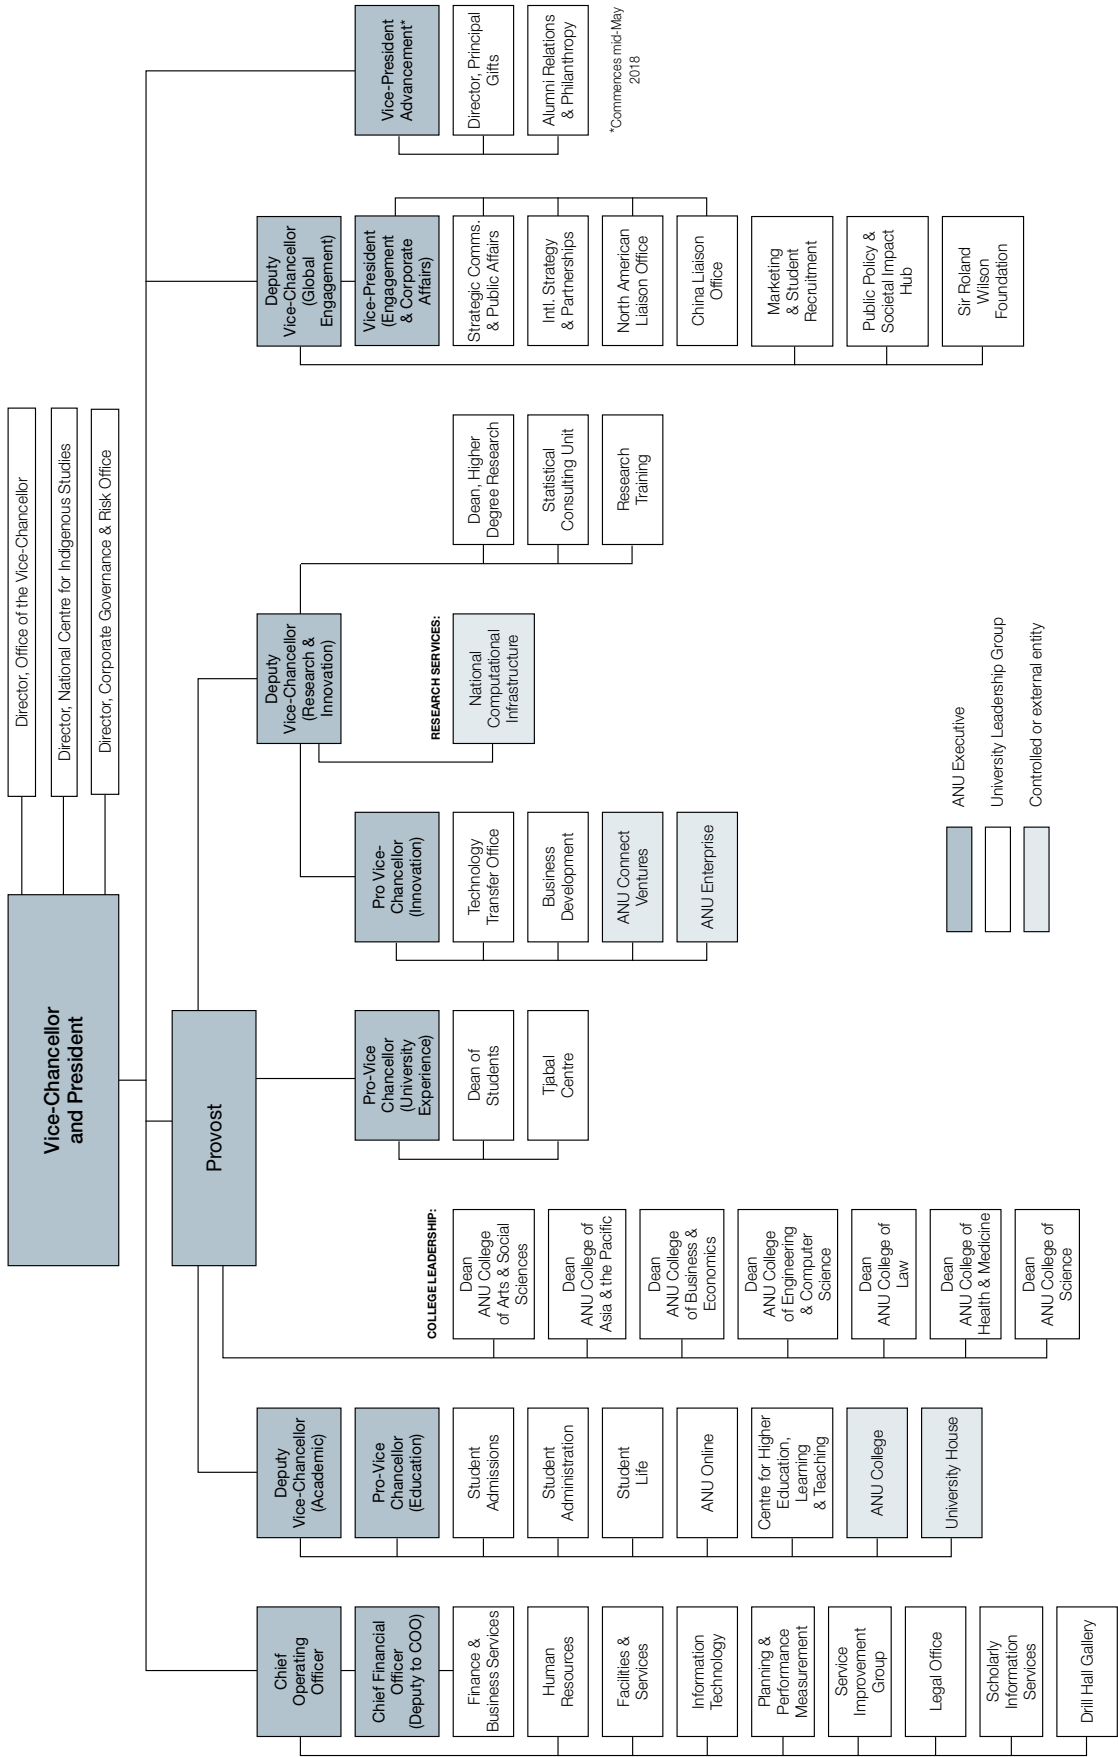 Vice-Chancellor
and President
Director, Office of the Vice-Chancellor
Director, National Centre for Indigenous Studies
Director, Corporate Governance & Risk Office
Provost
Chief
Operating
Officer
Chief Financial
Officer
(Deputy to COO)
Finance &
Business Services
Human
Resources
Facilities &
Services
Information
Technology
Planning &
Performance
Measurement
Service
Improvement
Group
Legal Office
Scholarly
Information
Services
Drill Hall Gallery
Deputy
Vice-Chancellor
(Academic)
Pro-Vice
Chancellor
(Education)
Student
Admissions
Student
Administration
Student
Life
ANU Online
Centre for Higher
Education,
Learning
& Teaching
ANU College
University House
COLLEGE LEADERSHIP:
Dean
ANU College
of Arts & Social
Sciences
Dean
ANU College of
Asia & the Pacific
Dean
ANU College
of Business &
Economics
Dean
ANU College
of Engineering
& Computer
Science
Dean
ANU College of
Law
Dean
ANU College of
Health & Medicine
Dean
ANU College of
Science
Pro-Vice
Chancellor
(University
Experience)
Dean of
Students
Tjabal
Centre
Pro Vice-
Chancellor
(Innovation)
Technology
Transfer Office
Business
Development
ANU Connect
Ventures
ANU Enterprise
Deputy
Vice-Chancellor
(Research &
Innovation)
RESEARCH SERVICES:
National
Computational
Infrastructure
Dean, Higher
Degree Research
Statistical
Consulting Unit
Research
Training
Deputy
Vice-Chancellor
(Global
Engagement)
Vice-President
(Engagement
& Corporate
Affairs)
Strategic Comms.
& Public Affairs
Intl. Strategy
& Partnerships
North American
Liaison Office
China Liaison
Office
Marketing
& Student
Recruitment
Public Policy &
Societal Impact
Hub
Sir Roland
Wilson
Foundation
Vice-President
Advancement*
Director, Principal
Gifts
Alumni Relations
& Philanthropy
*Commences mid-May
2018
ANU Executive
University Leadership Group
Controlled or external entity